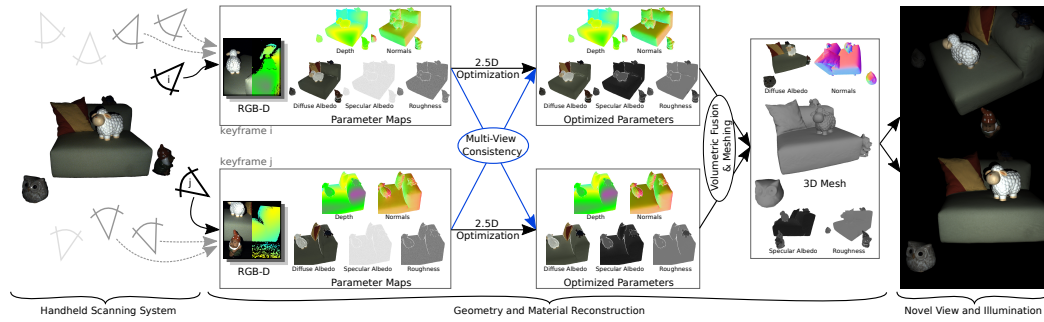 i
RGB-D
Depth
Normals
Diffuse Albedo
Specular Albedo
Roughness
Parameter Maps
keyframe i
2.5D
Optimization
Depth
Normals
Diffuse Albedo
Specular Albedo
Roughness
Optimized Parameters
Multi-View
Consistency
keyframe j
j
RGB-D
Depth
Normals
Diffuse Albedo
Specular Albedo
Roughness
Parameter Maps
2.5D
Optimization
Depth
Normals
Diffuse Albedo
Specular Albedo
Roughness
Optimized Parameters
Volumetric Fusion
& Meshing
Diffuse Albedo
Normals
3D Mesh
Specular Albedo
Roughness
Handheld Scanning System
Geometry and Material Reconstruction
Novel View and Illumination